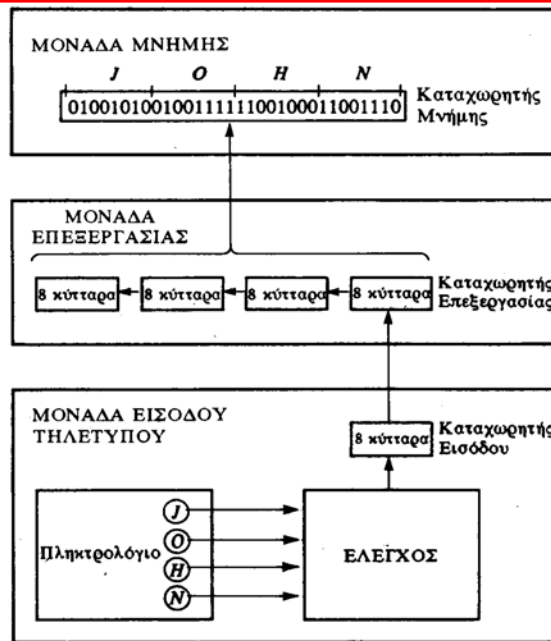 ΜΟΝΑΔΑ ΜΝΗΜΗΣ
J O H N
01001010010011111100100011001110
Καταχωρητής
Μνήμης
ΜΟΝΑΔΑ
ΕΠΕΞΕΡΓΑΣΙΑΣ
8 κύτταρα 8 κύτταρα 8 κύτταρα 8 κύτταρα
Καταχωρητής
Επεξεργασίας
ΜΟΝΑΔΑ ΕΙΣΟΔΟΥ
ΤΗΛΕΤΥΠΟΥ
8 κύτταρα
Καταχωρητής
Εισόδου
Πληκτρολόγιο
J
O
H
N
ΕΛΕΓΧΟΣ